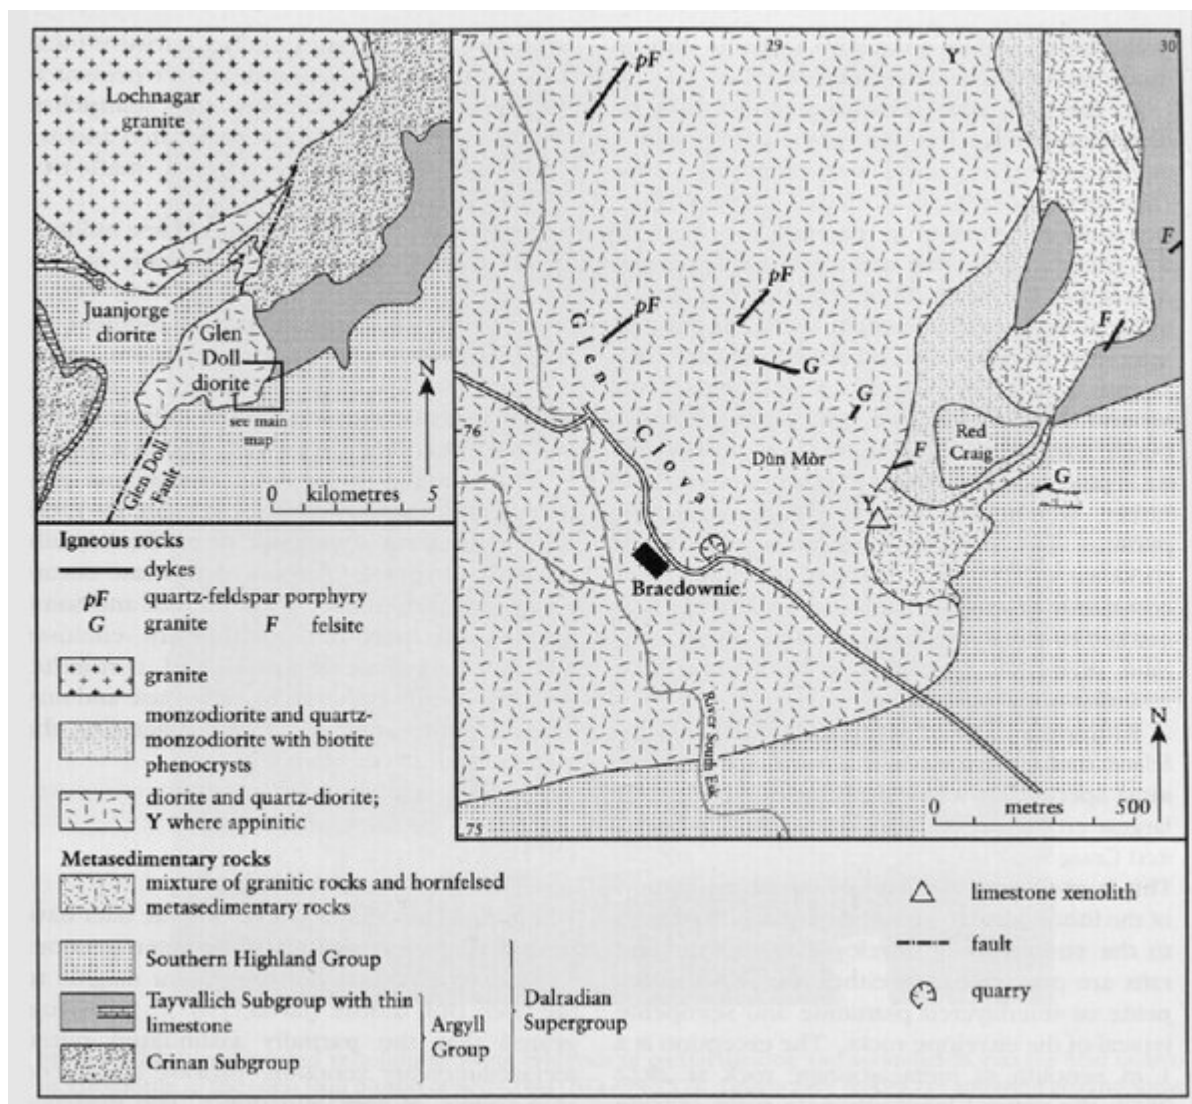 Lochnagar
granite
Juanjorge
diorite
Glen
Doll
diorite
see main
map
N
Glen Doll
Fault
0 kilometres 5
77
29
30
pF
Y
F
pF
pF
F
Glen Clova
G
G
76
Dùn Mòr
Red
Craig
F
G
Y
Braedownie
River South Esk
N
0 metres 500
75
Igneous rocks
dykes
pF quartz-feldspar porphyry
G granite F felsite
granite
monzodiorite and quartz-
monzodiorite with biotite
phenocrysts
diorite and quartz-diorite;
Y where appinitic
Metasedimentary rocks
mixture of granitic rocks and hornfelsed
metasedimentary rocks
Southern Highland Group
Tayvallich Subgroup with thin
limestone
Crinan Subgroup
Argyll
Group
Dalradian
Supergroup
limestone xenolith
fault
quarry